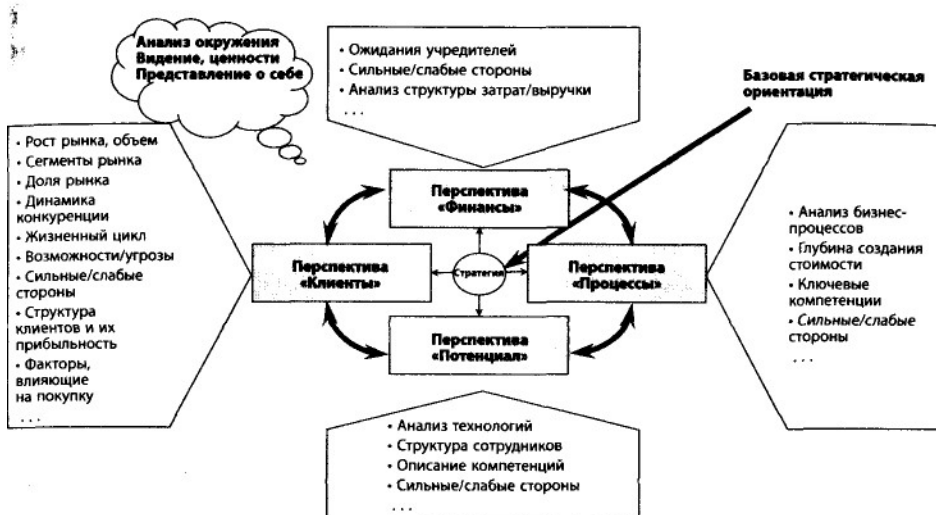 Анализ окружения
Видение, ценности
Представление о себе
• Ожидания учредителей
• Сильные/слабые стороны
• Анализ структуры затрат/выручки
...
Базовая стратегическая
ориентация
• Рост рынка, объем
• Сегменты рынка
• Доля рынка
• Динамика
конкуренции
• Жизненный цикл
• Возможности/угрозы
• Сильные/слабые
стороны
• Структура
клиентов и их
прибыльность
• Факторы,
влияющие
на покупку
...
Перспектива
«Финансы»
Перспектива
«Клиенты»
Стратегия
Перспектива
«Процессы»
Перспектива
«Потенциал»
• Анализ бизнес-
процессов
• Глубина создания
стоимости
• Ключевые
компетенции
• Сильные/слабые
стороны
...
• Анализ технологий
• Структура сотрудников
• Описание компетенций
• Сильные/слабые стороны
...